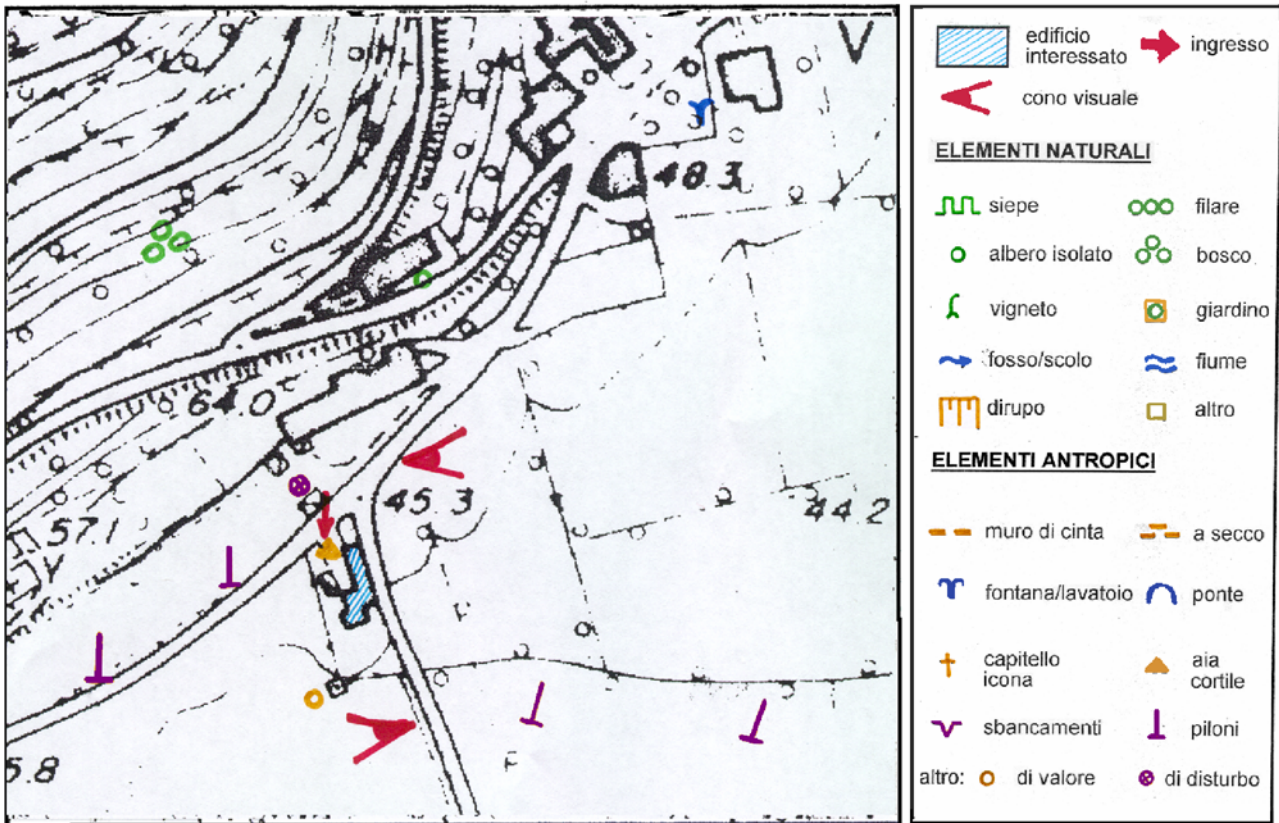 V
48.3
64.0
45.3
44.2
57.1
5.8
edificio
interessato
ingresso
cono visuale
ELEMENTI NATURALI
siepe
filare
albero isolato
bosco
vigneto
giardino
fosso/scolo
fiume
dirupo
altro
ELEMENTI ANTROPICI
muro di cinta
a secco
fontana/lavatoio
ponte
capitello
icona
aia
cortile
sbancamenti
piloni
altro:
di valore
di disturbo